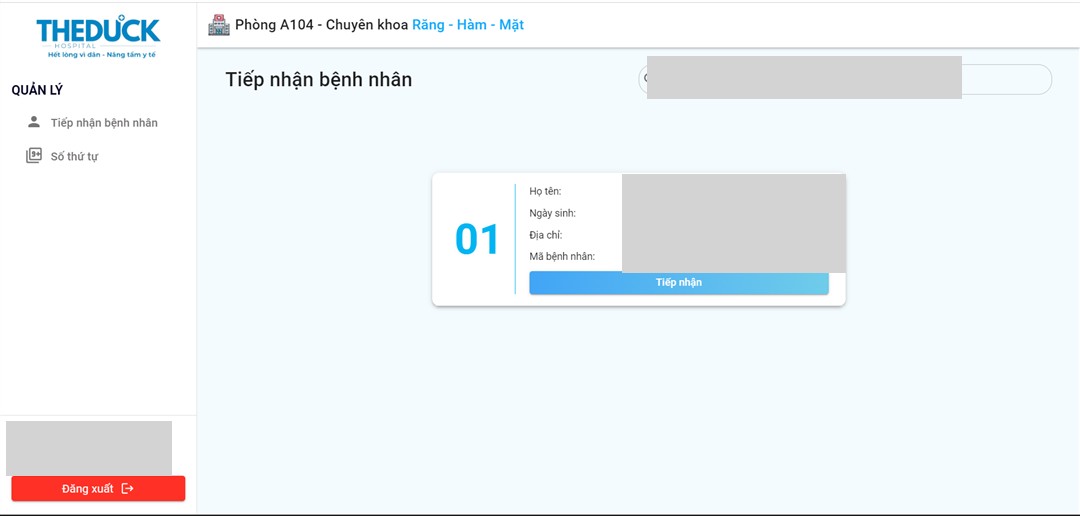 THEDUCK
HOSPITAL
Hết lòng vì dân - Nâng tầm y tế
Phòng A104 - Chuyên khoa Răng - Hàm - Mặt
QUẢN LÝ
Tiếp nhận bệnh nhân
9+ Số thứ tự
Tiếp nhận bệnh nhân
01
Họ tên:
Ngày sinh:
Địa chỉ:
Mã bệnh nhân:
Tiếp nhận
Đăng xuất